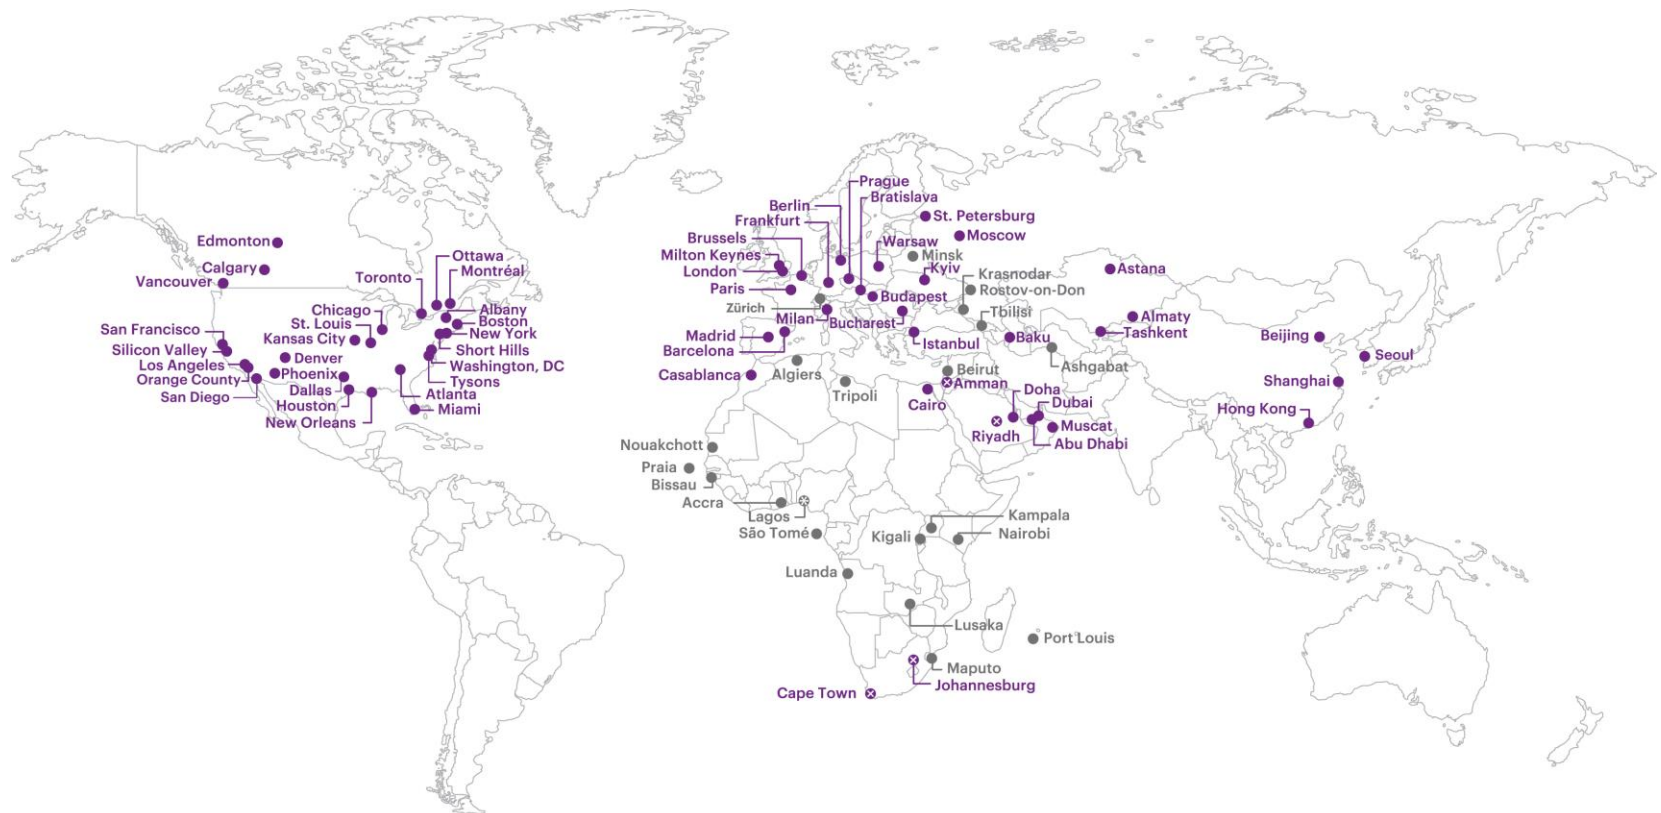 Edmonton
Calgary
Vancouver
San Francisco
Silicon Valley
Los Angeles
Orange County
San Diego
Denver
Phoenix
Dallas
Houston
New Orleans
Chicago
St. Louis
Kansas City
Toronto
Ottawa
Montréal
Albany
Boston
New York
Short Hills
Washington, DC
Tysons
Atlanta
Miami
Prague
Bratislava
Berlin
Frankfurt
Brussels
Milton Keynes
London
Paris
Zürich
Milan
Madrid
Barcelona
Casablanca
St. Petersburg
Moscow
Warsaw
Minsk
Kyiv
Krasnodar
Rostov-on-Don
Budapest
Bucharest
Tbilisi
Istanbul
Baku
Ashgabat
Astana
Almaty
Tashkent
Beijing
Seoul
Shanghai
Hong Kong
Algiers
Tripoli
Beirut
Amman
Cairo
Doha
Dubai
Muscat
Abu Dhabi
Riyadh
Nouakchott
Praia
Bissau
Accra
Lagos
São Tomé
Kampala
Kigali
Nairobi
Luanda
Lusaka
Port Louis
Maputo
Johannesburg
Cape Town